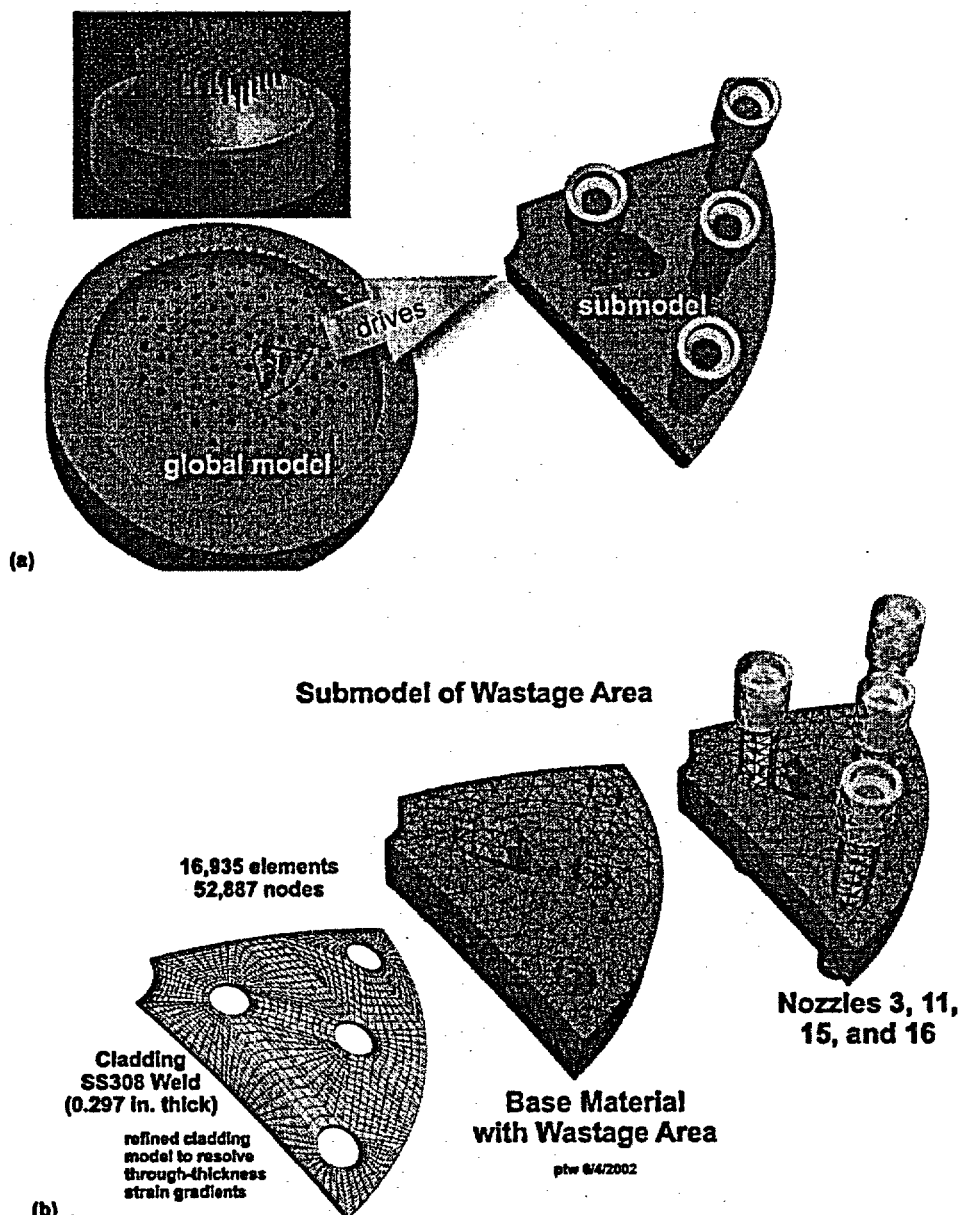 drives
submodel
global model
(a)
Submodel of Wastage Area
16,935 elements
52,887 nodes
Nozzles 3, 11,
15, and 16
Cladding
SS308 Weld
(0.297 in. thick)
Base Material
with Wastage Area
refined cladding
model to resolve
through-thickness
strain gradients
ptw 6/4/2002
(b)